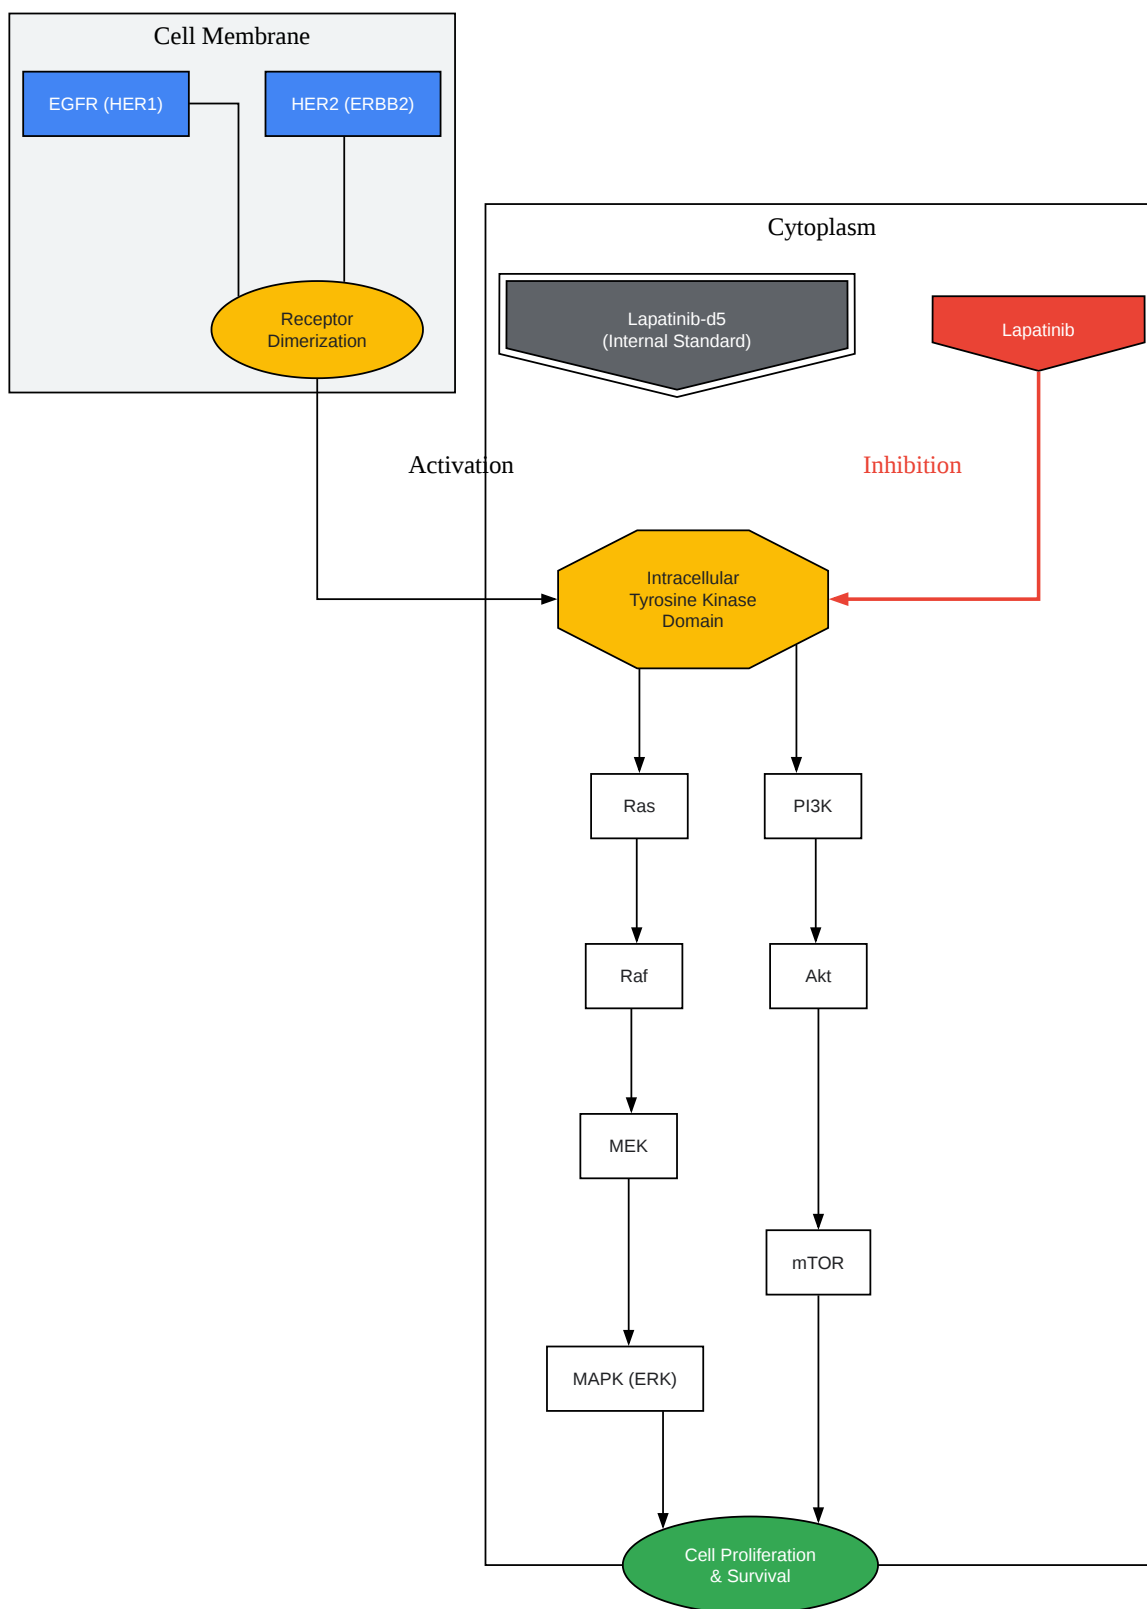 Cell Membrane
EGFR (HER1)
HER2 (ERBB2)
Receptor
Dimerization
Cytoplasm
Lapatinib-d5
(Internal Standard)
Lapatinib
Activation
Inhibition
Intracellular
Tyrosine Kinase
Domain
Ras
PI3K
Raf
Akt
MEK
mTOR
MAPK (ERK)
Cell Proliferation
& Survival